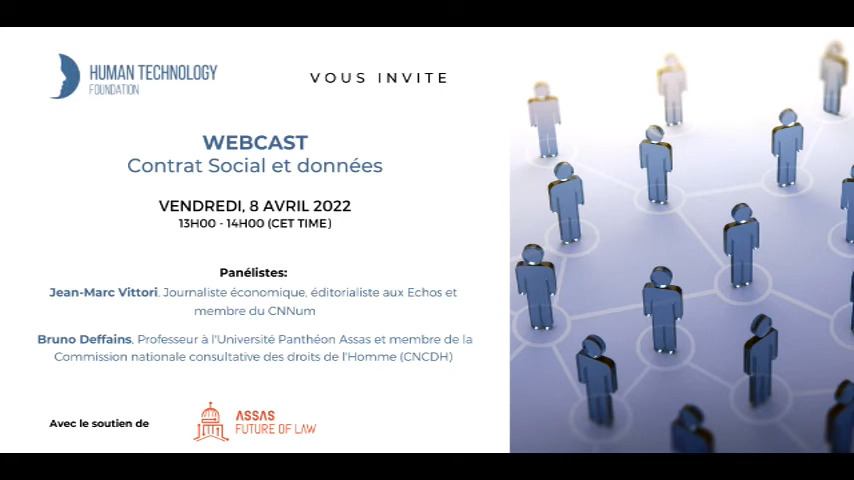 HUMAN TECHNOLOGY
FOUNDATION
VOUS INVITE
WEBCAST
Contrat Social et données
VENDREDI, 8 AVRIL 2022
13H00 - 14H00 (CET TIME)
Panélistes:
Jean-Marc Vittori, Journaliste économique, éditorialiste aux Echos et
membre du CNNum
Bruno Deffains, Professeur à l'Université Panthéon Assas et membre de la
Commission nationale consultative des droits de l'Homme (CNCDH)
Avec le soutien de
ASSAS
FUTURE OF LAW